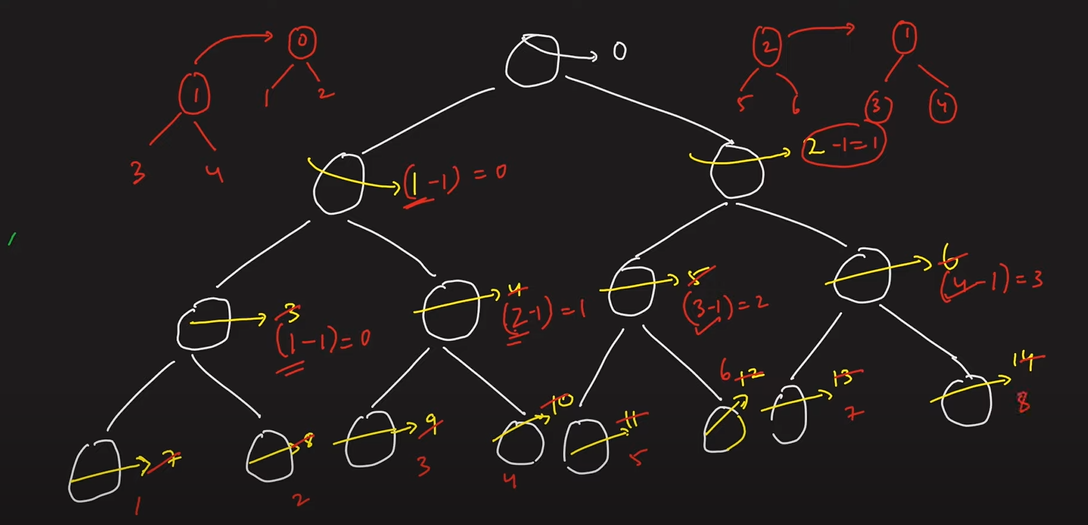 0 2 1
0
1 1 2 5 6 3 4
2 - 1 = 1
3 4
(1 - 1) = 0
6
3 4 5 (4 - 1) = 3
(1 - 1) = 0 (2 - 1) = 1 (3 - 1) = 2
14
6 12 13 8
10 7
9 11
7 8 3 4 5
1 2